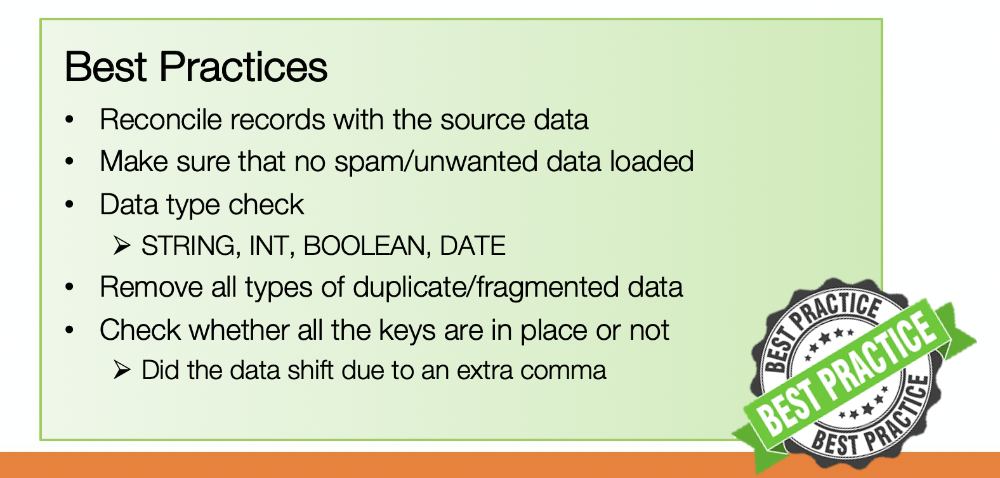 Best Practices
• Reconcile records with the source data
• Make sure that no spam/unwanted data loaded
• Data type check
➢ STRING, INT, BOOLEAN, DATE
• Remove all types of duplicate/fragmented data
• Check whether all the keys are in place or not
➢ Did the data shift due to an extra comma
BEST PRACTICE
BEST PRACTICE
BEST PRACTICE